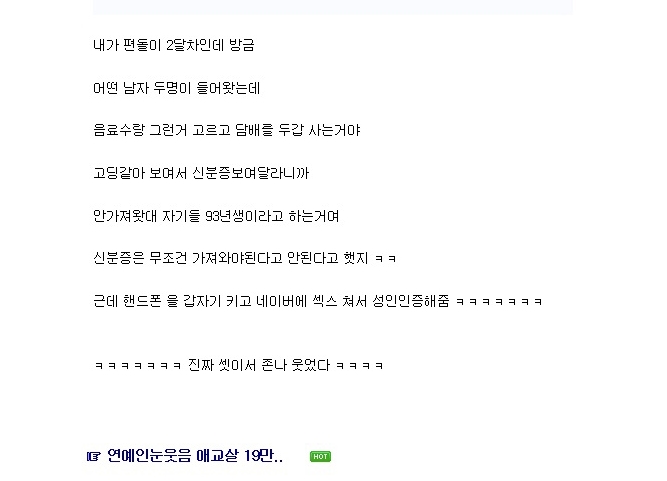 내가 편돌이 2달차인데 방금
어떤 남자 두명이 들어왓는데
음료수랑 그런거 고르고 담배를 두갑 사는거야
고딩같아 보여서 신분증보여달라니까
안가져왓대 자기들 93년생이라고 하는거여
신분증은 무조건 가져와야된다고 안된다고 햇지 ㅋㅋ
근데 핸드폰 을 갑자기 키고 네이버에 섹스 쳐서 성인인증해줌 ㅋㅋㅋㅋㅋㅋㅋ
ㅋㅋㅋㅋㅋㅋㅋ 진짜 셋이서 존나 웃었다 ㅋㅋㅋㅋ
☞ 연예인눈웃음 애교살 19만.. HOT